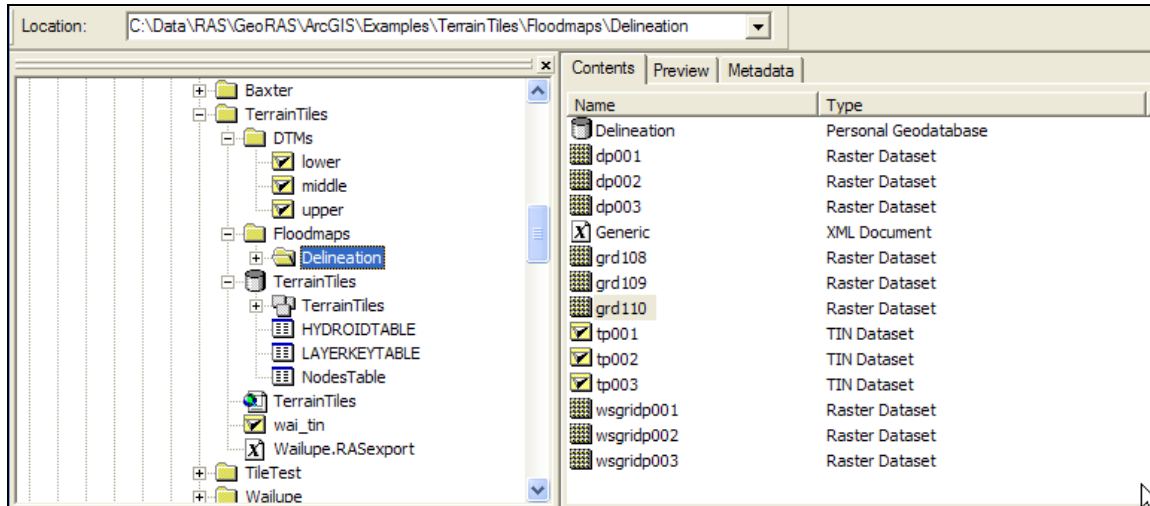 Location: C:\Data\RAS\GeoRAS\ArcGIS\Examples\TerrainTiles\Floodmaps\Delineation
Baxter
TerrainTiles
DTMs
lower
middle
upper
Floodmaps
Delineation
TerrainTiles
TerrainTiles
HYDROIDTABLE
LAYERKEYTABLE
NodesTable
TerrainTiles
wai_tin
Wailupe.RASexport
TileTest
Wailupe
Contents Preview Metadata
Name Type
Delineation Personal Geodatabase
dp001 Raster Dataset
dp002 Raster Dataset
dp003 Raster Dataset
Generic XML Document
grd108 Raster Dataset
grd109 Raster Dataset
grd110 Raster Dataset
tp001 TIN Dataset
tp002 TIN Dataset
tp003 TIN Dataset
wsgridp001 Raster Dataset
wsgridp002 Raster Dataset
wsgridp003 Raster Dataset